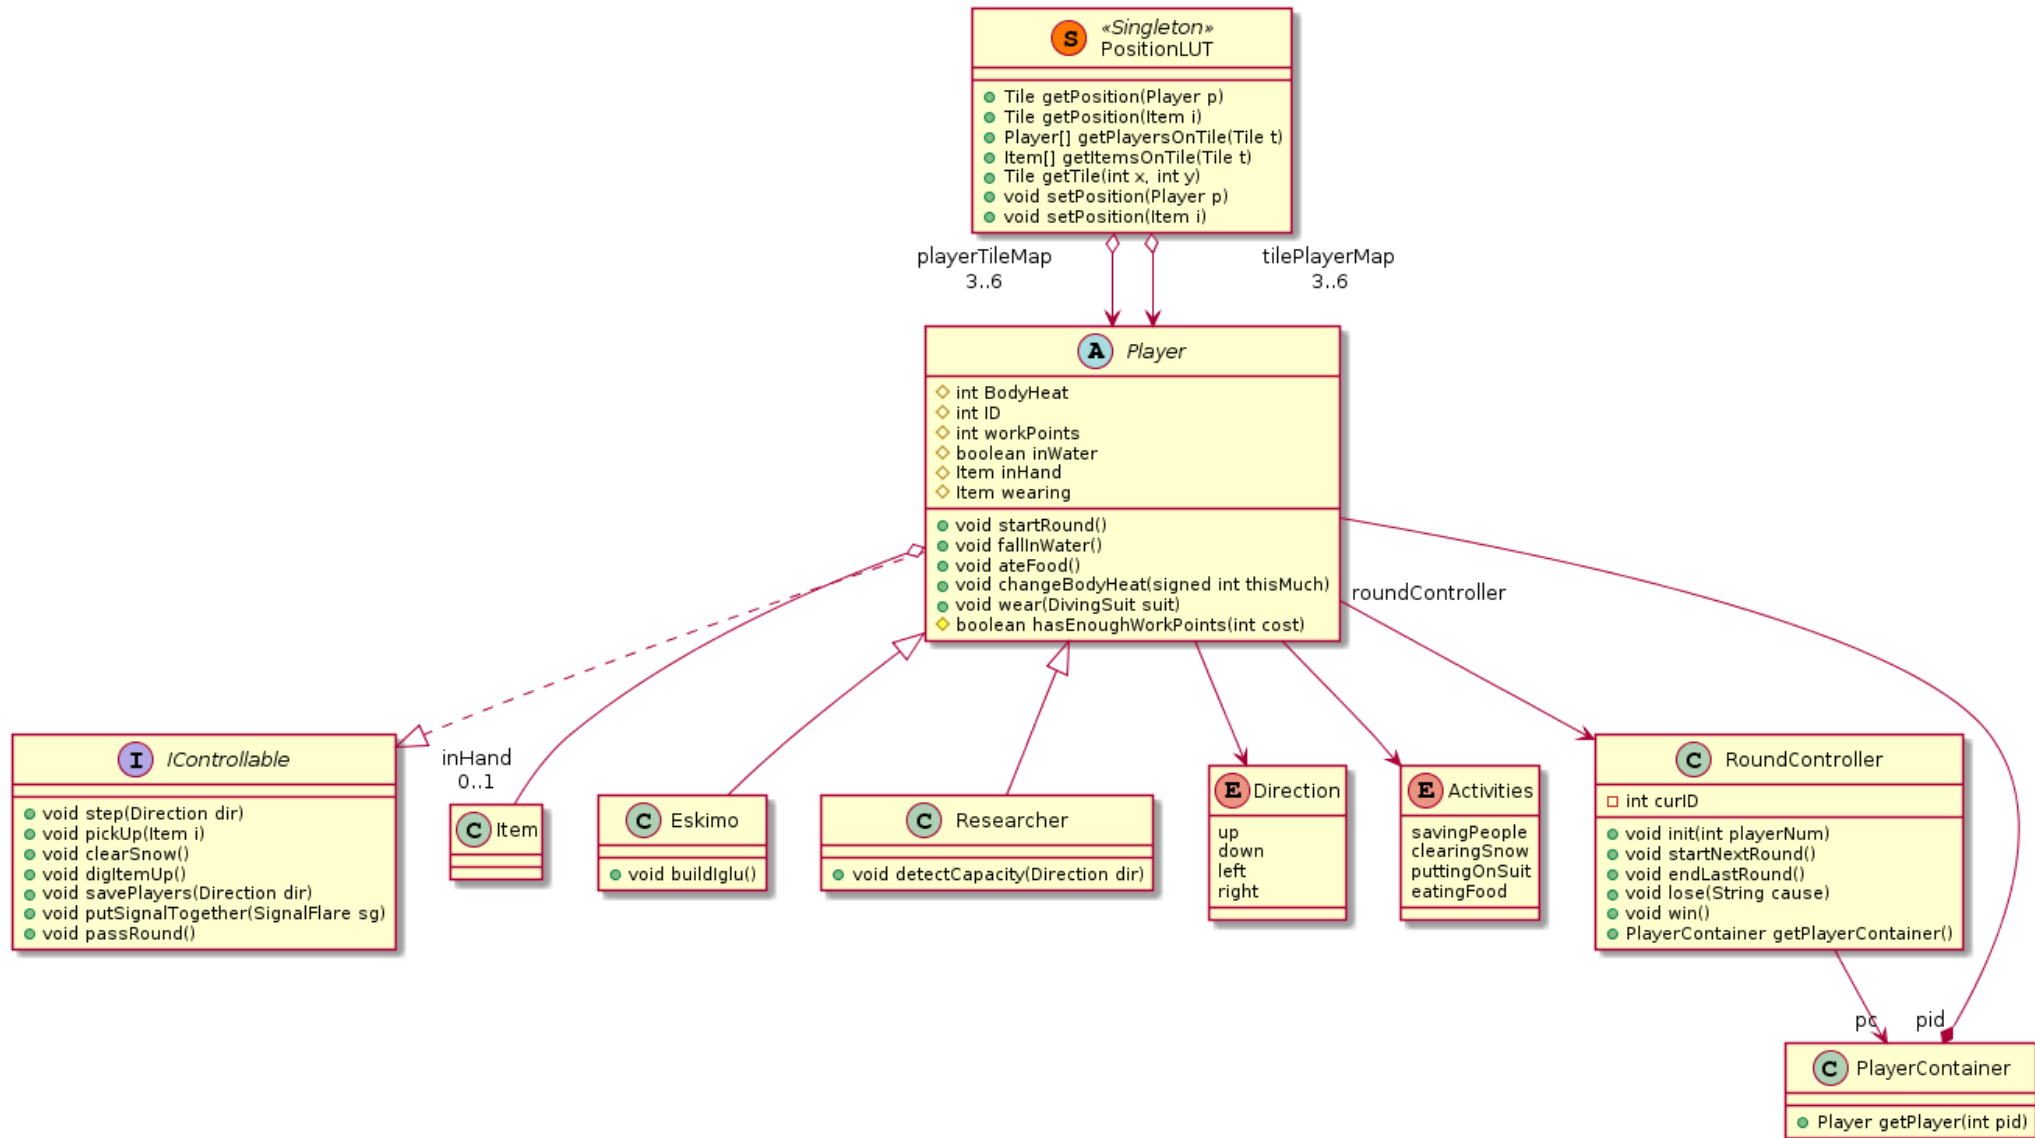 S
«Singleton»
PositionLUT
Tile getPosition(Player p)
Tile getPosition(Item i)
Player[] getPlayersOnTile(Tile t)
Item[] getItemsOnTile(Tile t)
Tile getTile(int x, int y)
void setPosition(Player p)
void setPosition(Item i)
playerTileMap
3..6
tilePlayerMap
3..6
A Player
int BodyHeat
int ID
int workPoints
boolean inWater
Item inHand
Item wearing
void startRound()
void fallInWater()
void ateFood()
void changeBodyHeat(signed int thisMuch)
void wear(DivingSuit suit)
boolean hasEnoughWorkPoints(int cost)
roundController
I IControllable
void step(Direction dir)
void pickUp(Item i)
void clearSnow()
void digItemUp()
void savePlayers(Direction dir)
void putSignalTogether(SignalFlare sg)
void passRound()
inHand
0..1
C Item
C Eskimo
void buildIglu()
C Researcher
void detectCapacity(Direction dir)
E Direction
up
down
left
right
E Activities
savingPeople
clearingSnow
puttingOnSuit
eatingFood
C RoundController
int curID
void init(int playerNum)
void startNextRound()
void endLastRound()
void lose(String cause)
void win()
PlayerContainer getPlayerContainer()
pc
pid
C PlayerContainer
Player getPlayer(int pid)